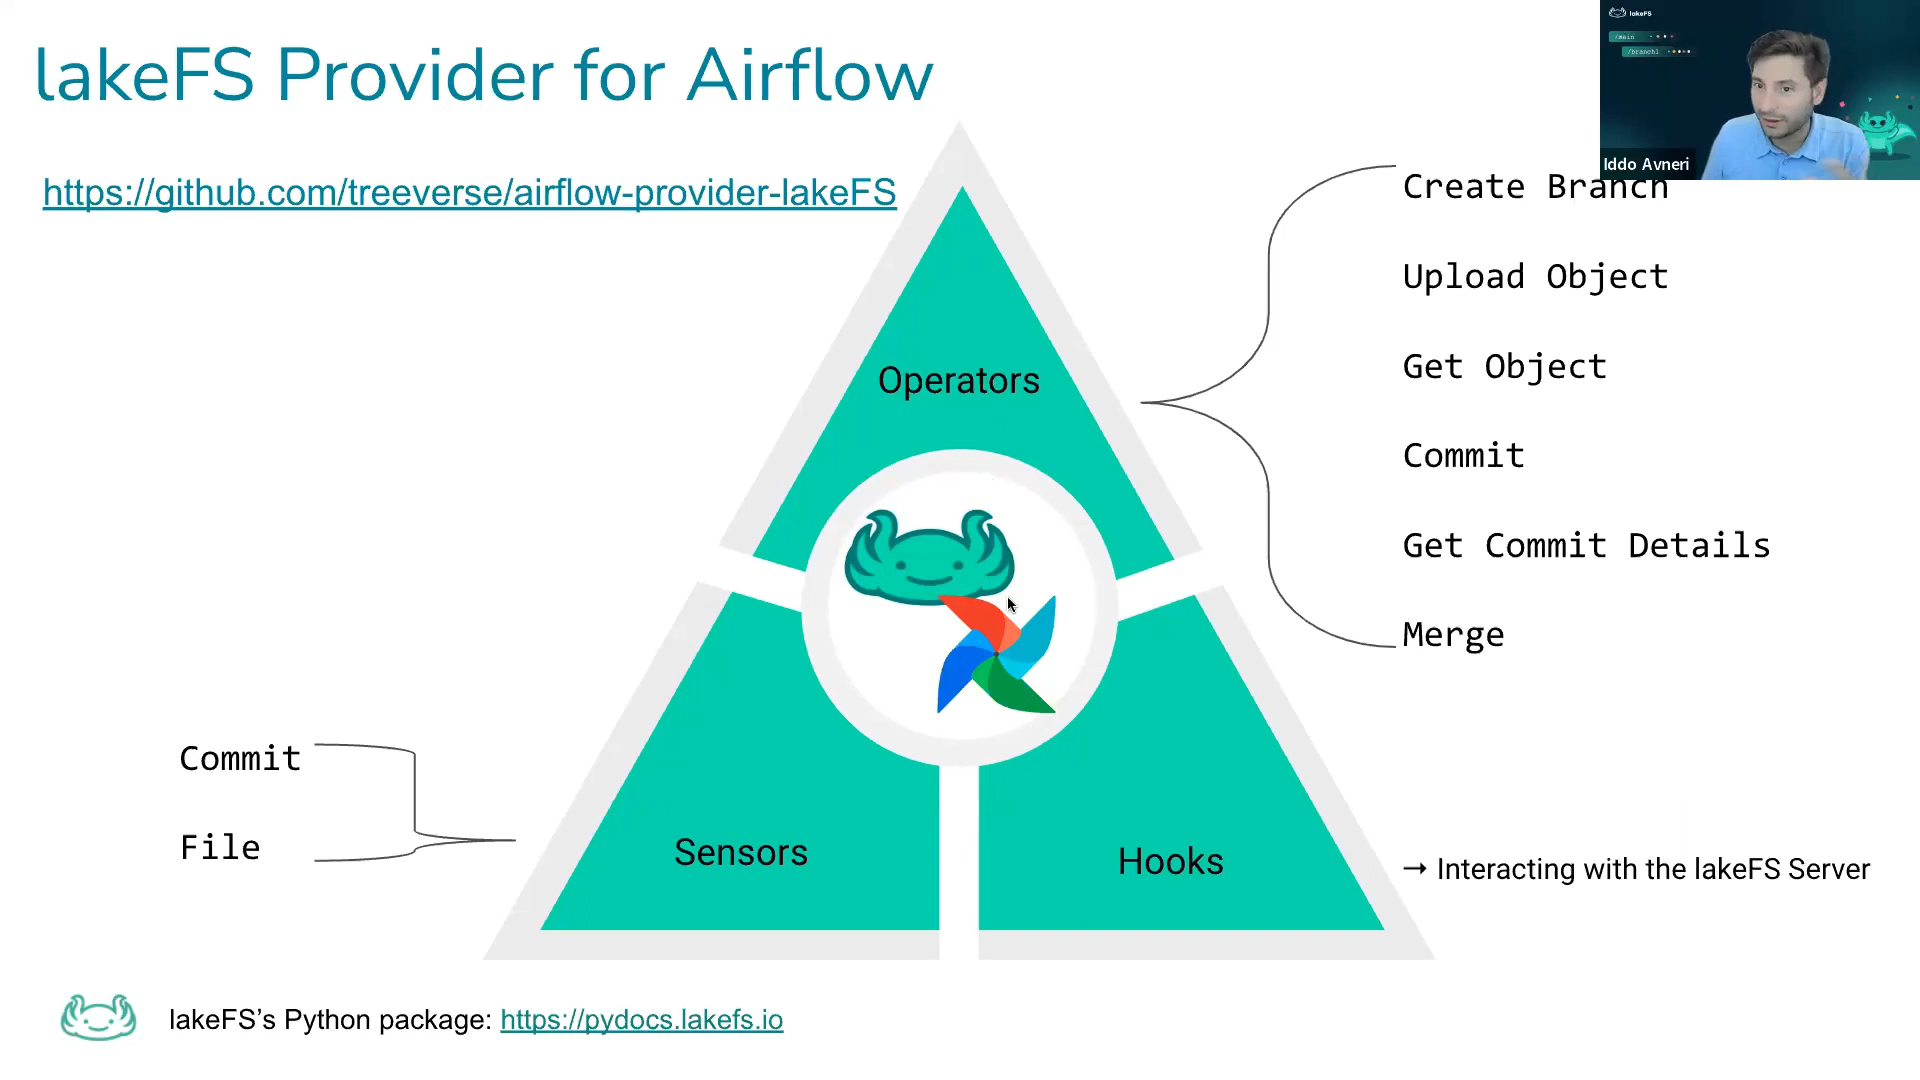 lakeFS Provider for Airflow
https://github.com/treeverse/airflow-provider-lakeFS
lakeFS
/main
/branch1
Iddo Avneri
Create Branch
Upload Object
Get Object
Commit
Get Commit Details
Merge
Operators
Commit
File
Sensors
Hooks
→ Interacting with the lakeFS Server
lakeFS’s Python package: https://pydocs.lakefs.io